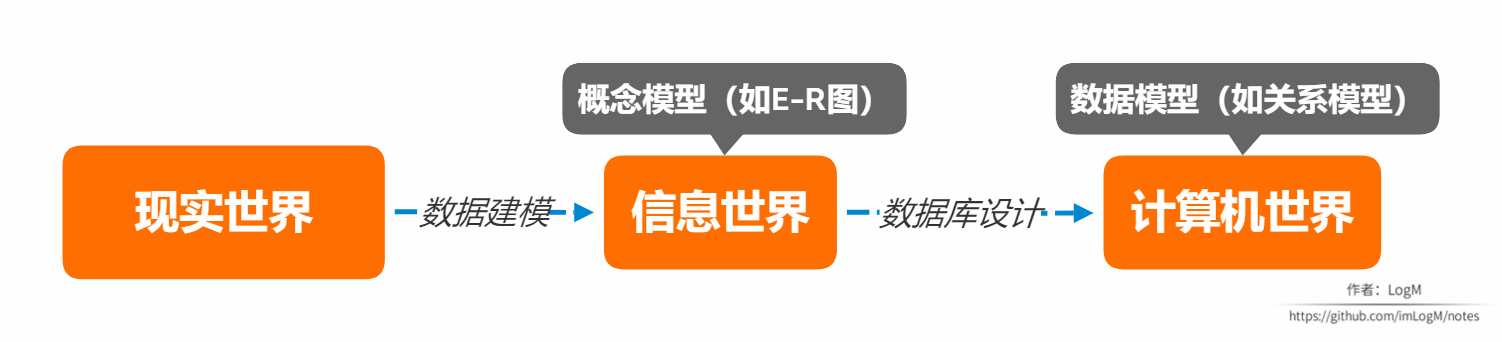 概念模型（如E-R图）
数据模型（如关系模型）
现实世界
数据建模
信息世界
数据库设计
计算机世界
作者：LogM
https://github.com/imLogM/notes